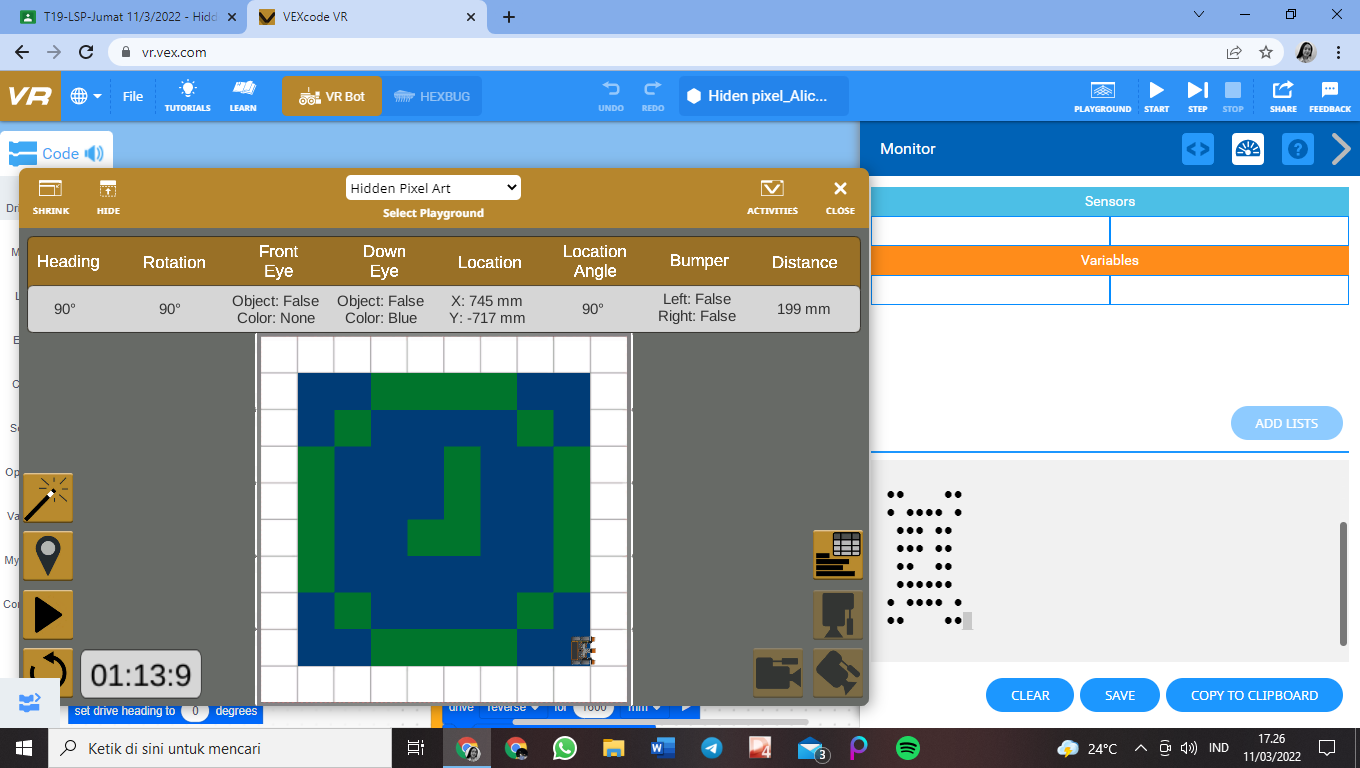 T19-LSP-Jumat 11/3/2022 - Hidd
VEXcode VR
vr.vex.com
VR
File
TUTORIALS
LEARN
VR Bot
HEXBUG
UNDO
REDO
Hiden pixel_Alic...
PLAYGROUND
START
STEP
STOP
SHARE
FEEDBACK
Code
Monitor
SHRINK
HIDE
Hidden Pixel Art
Select Playground
ACTIVITIES
CLOSE
Heading Rotation Front Eye Down Eye Location Location Angle Bumper Distance
90° 90° Object: False Object: False X: 745 mm 90° Left: False 199 mm
Color: None Color: Blue Y: -717 mm Right: False
Sensors
Variables
ADD LISTS
01:13:9
CLEAR
SAVE
COPY TO CLIPBOARD
set drive heading to 0 degrees
drive reverse for 1600 mm
Ketik di sini untuk mencari
3
24°C
IND
17.26
11/03/2022